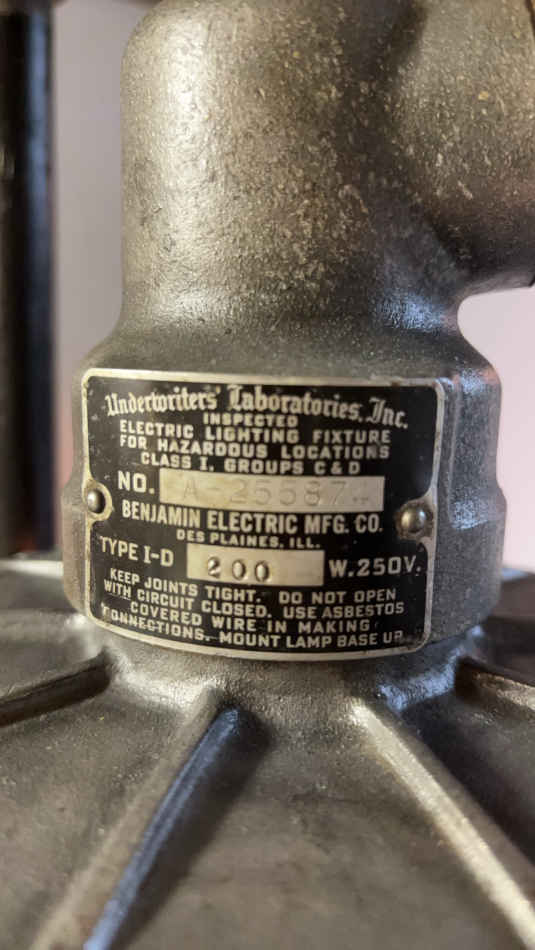 Underwriters' Laboratories, Inc.
INSPECTED
ELECTRIC LIGHTING FIXTURE
FOR HAZARDOUS LOCATIONS
CLASS I, GROUPS C & D
NO. A-255874
BENJAMIN ELECTRIC MFG. CO.
DES PLAINES, ILL.
TYPE I-D 200 W. 250V.
KEEP JOINTS TIGHT. DO NOT OPEN
WITH CIRCUIT CLOSED. USE ASBESTOS
COVERED WIRE IN MAKING
CONNECTIONS. MOUNT LAMP BASE UP